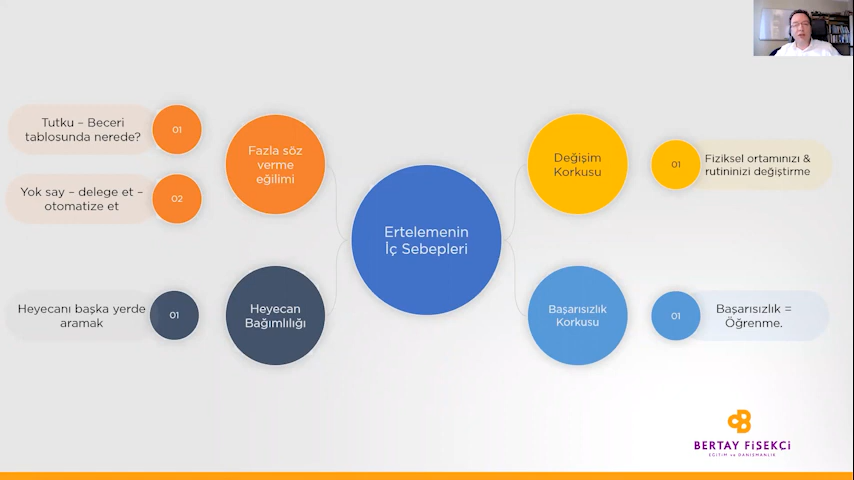 Tutku – Beceri
tablosunda nerede?
01
Yok say – delege et –
otomatize et
02
Fazla söz
verme
eğilimi
Heyecanı başka yerde
aramak
01
Heyecan
Bağımlılığı
Ertelemenin
İç Sebepleri
Değişim
Korkusu
01
Fiziksel ortamınızı &
rutininizi değiştirme
Başarısızlık
Korkusu
01
Başarısızlık =
Öğrenme.
BERTAY FiSEKÇi
EĞİTİM ve DANIŞMANLIK